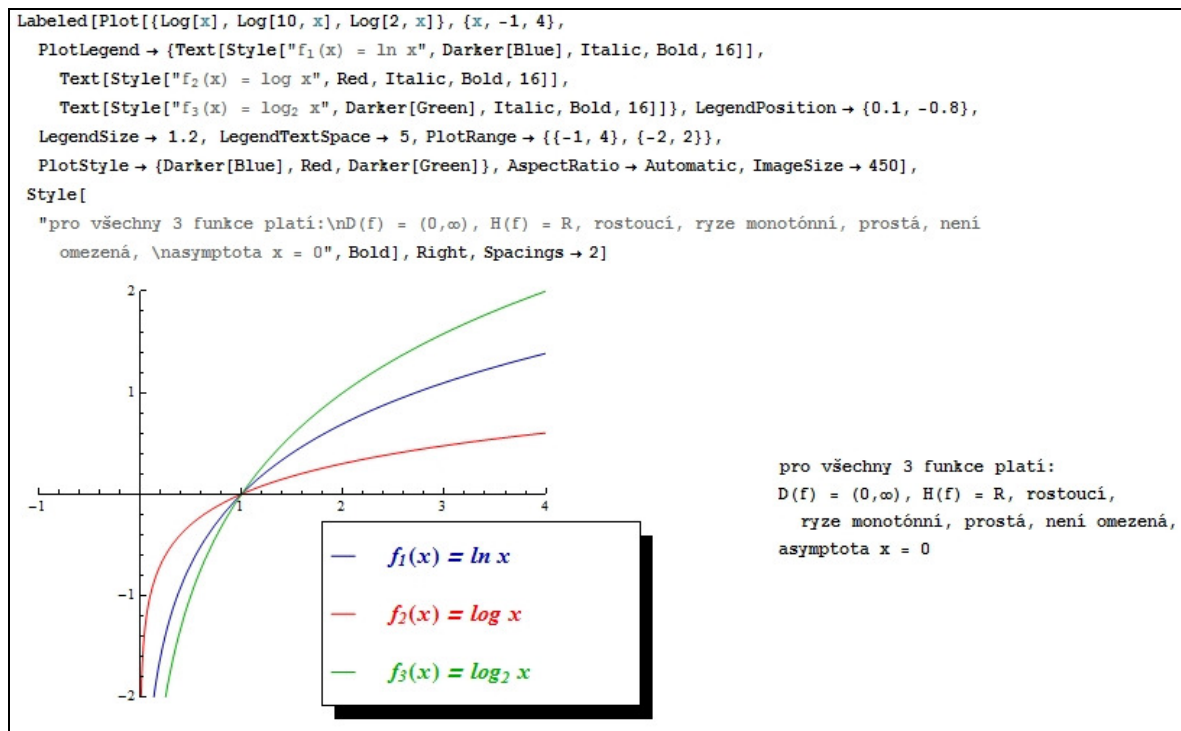 Labeled[Plot[{Log[x], Log[10, x], Log[2, x]}, {x, -1, 4},
PlotLegend → {Text[Style["f₁(x) = ln x", Darker[Blue], Italic, Bold, 16]],
Text[Style["f₂(x) = log x", Red, Italic, Bold, 16]],
Text[Style["f₃(x) = log₂ x", Darker[Green], Italic, Bold, 16]]}, LegendPosition → {0.1, -0.8},
LegendSize → 1.2, LegendTextSpace → 5, PlotRange → {{-1, 4}, {-2, 2}},
PlotStyle → {Darker[Blue], Red, Darker[Green]}, AspectRatio → Automatic, ImageSize → 450],
Style[
"pro všechny 3 funkce platí:\nD(f) = (0,∞), H(f) = R, rostoucí, ryze monotónní, prostá, není
omezená, \nasymptota x = 0", Bold], Right, Spacings → 2]
2
1
-1
1
2
3
4
-1
-2
f₁(x) = ln x
f₂(x) = log x
f₃(x) = log₂ x
pro všechny 3 funkce platí:
D(f) = (0,∞), H(f) = R, rostoucí,
ryze monotónní, prostá, není omezená,
asymptota x = 0